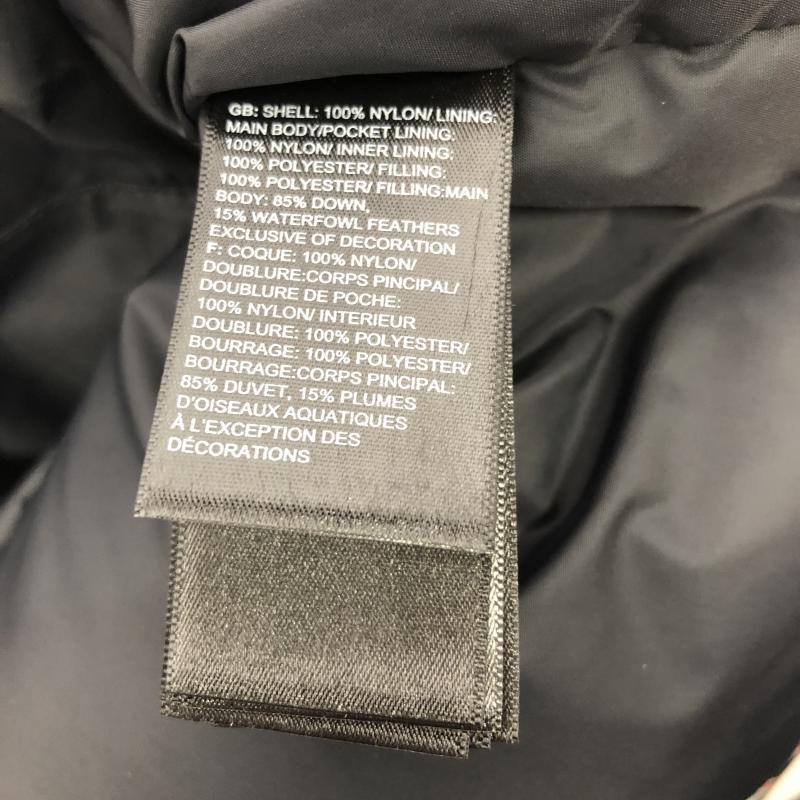 GB: SHELL: 100% NYLON/ LINING:
MAIN BODY/POCKET LINING:
100% NYLON/ INNER LINING:
100% POLYESTER/ FILLING:
100% POLYESTER/ FILLING:MAIN
BODY: 85% DOWN,
15% WATERFOWL FEATHERS
EXCLUSIVE OF DECORATION
F: COQUE: 100% NYLON/
DOUBLURE:CORPS PINCIPAL/
DOUBLURE DE POCHE:
100% NYLON/ INTERIEUR
DOUBLURE: 100% POLYESTER/
BOURRAGE: 100% POLYESTER/
BOURRAGE:CORPS PINCIPAL:
85% DUVET, 15% PLUMES
D'OISEAUX AQUATIQUES
À L'EXCEPTION DES
DÉCORATIONS